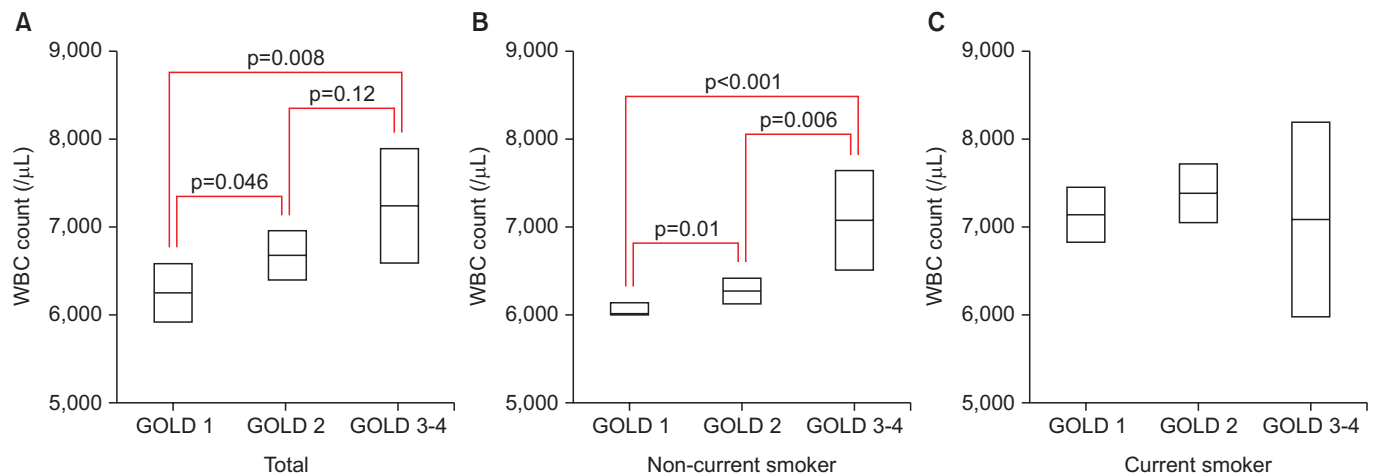 A
WBC count (/μL)
9,000
8,000
7,000
6,000
5,000
p=0.008
p=0.12
p=0.046
GOLD 1 GOLD 2 GOLD 3-4
Total
B
WBC count (/μL)
9,000
8,000
7,000
6,000
5,000
p<0.001
p=0.006
p=0.01
GOLD 1 GOLD 2 GOLD 3-4
Non-current smoker
C
WBC count (/μL)
9,000
8,000
7,000
6,000
5,000
GOLD 1 GOLD 2 GOLD 3-4
Current smoker